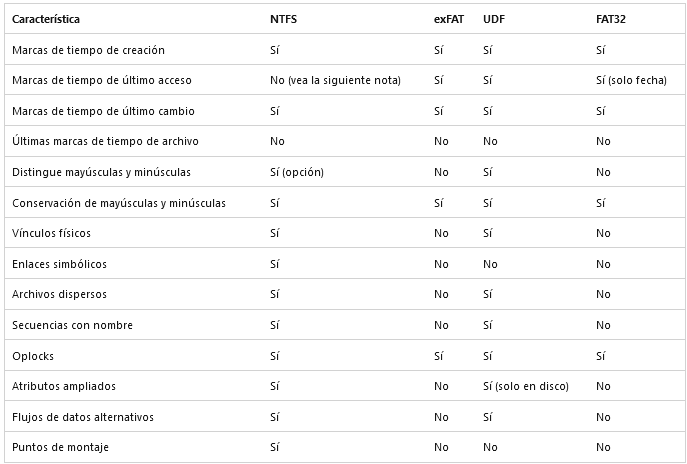 Característica NTFS exFAT UDF FAT32
Marcas de tiempo de creación Sí Sí Sí Sí
Marcas de tiempo de último acceso No (vea la siguiente nota) Sí Sí Sí (solo fecha)
Marcas de tiempo de último cambio Sí Sí Sí Sí
Últimas marcas de tiempo de archivo No No No No
Distingue mayúsculas y minúsculas Sí (opción) No Sí No
Conservación de mayúsculas y minúsculas Sí Sí Sí Sí
Vínculos físicos Sí No Sí No
Enlaces simbólicos Sí No No No
Archivos dispersos Sí No Sí No
Secuencias con nombre Sí No Sí No
Oplocks Sí Sí Sí Sí
Atributos ampliados Sí No Sí (solo en disco) No
Flujos de datos alternativos Sí No Sí No
Puntos de montaje Sí No No No